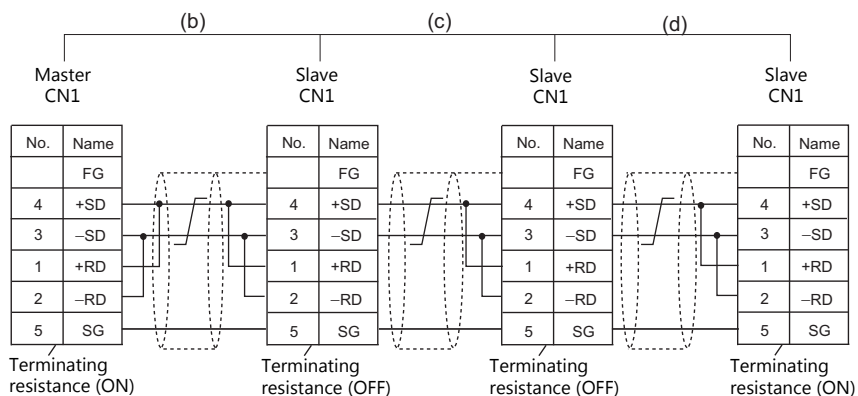 (b) (c) (d)
Master Slave Slave Slave
CN1 CN1 CN1 CN1
No. Name No. Name No. Name No. Name
FG FG FG FG
4 +SD 4 +SD 4 +SD 4 +SD
3 –SD 3 –SD 3 –SD 3 –SD
1 +RD 1 +RD 1 +RD 1 +RD
2 –RD 2 –RD 2 –RD 2 –RD
5 SG 5 SG 5 SG 5 SG
Terminating Terminating Terminating Terminating
resistance (ON) resistance (OFF) resistance (OFF) resistance (ON)